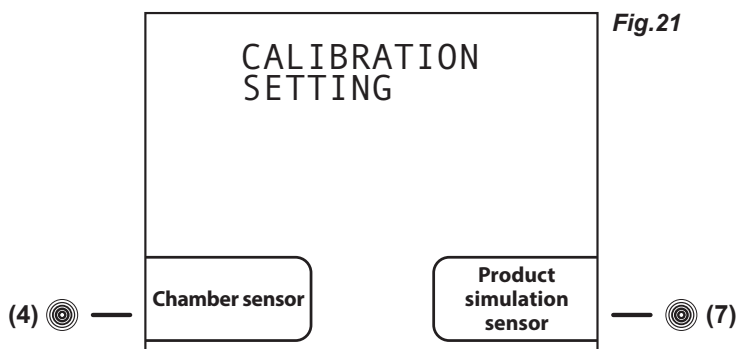 Fig.21
CALIBRATION
SETTING
Chamber sensor
Product
simulation
sensor
(4)
(7)